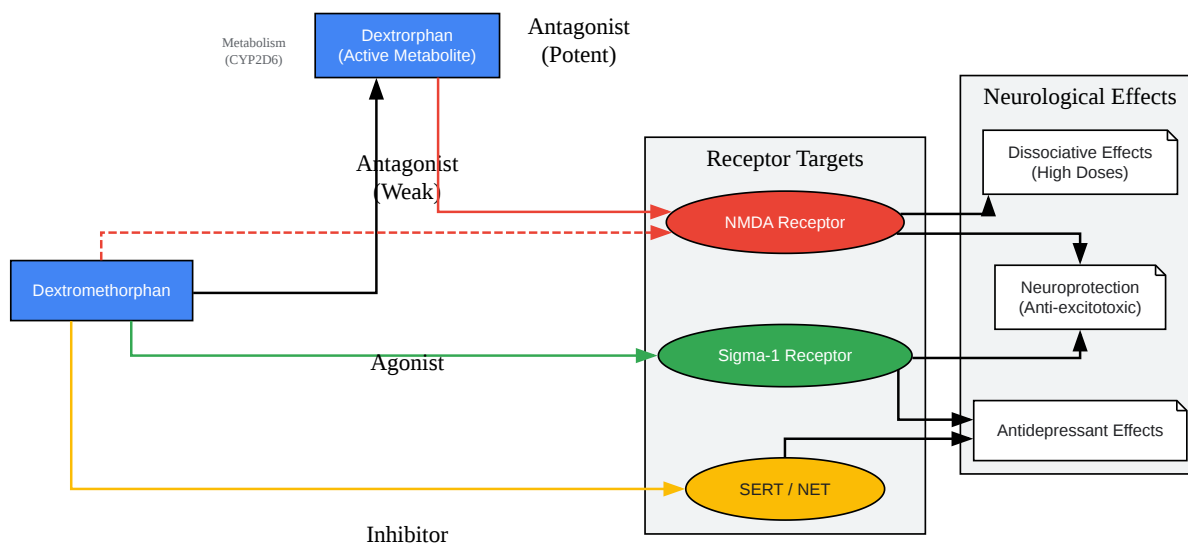 Metabolism
(CYP2D6)
Dextrorphan
(Active Metabolite)
Antagonist
(Potent)
Antagonist
(Weak)
Dextromethorphan
Agonist
Inhibitor
Receptor Targets
NMDA Receptor
Sigma-1 Receptor
SERT / NET
Neurological Effects
Dissociative Effects
(High Doses)
Neuroprotection
(Anti-excitotoxic)
Antidepressant Effects